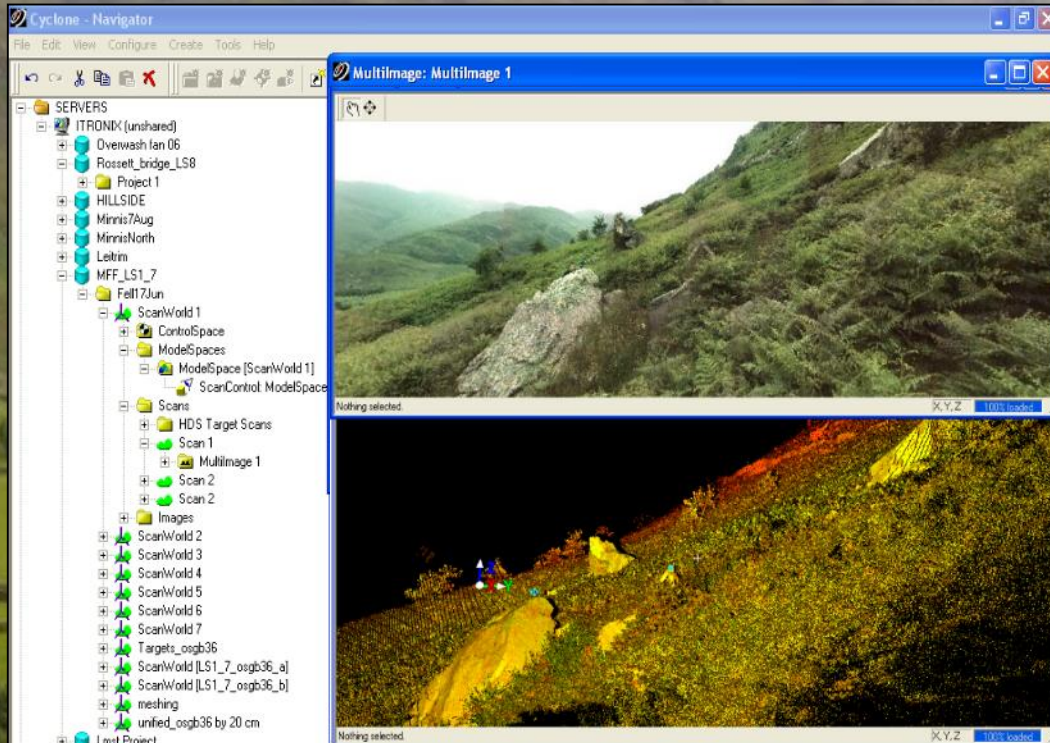 Cyclone - Navigator
File Edit View Configure Create Tools Help
SERVERS
ITRONIX (unshared)
Overwash fan 06
Rossett_bridge_LS8
Project 1
HILLSIDE
Minnis7Aug
MinnisNorth
Leitrim
MFF_LS1_7
Fell17Jun
ScanWorld 1
ControlSpace
ModelSpaces
ModelSpace [ScanWorld 1]
ScanControl: ModelSpace
Scans
HDS Target Scans
Scan 1
MultiImage 1
Scan 2
Scan 2
Images
ScanWorld 2
ScanWorld 3
ScanWorld 4
ScanWorld 5
ScanWorld 6
ScanWorld 7
Targets_osgb36
ScanWorld [LS1_7_osgb36_a]
ScanWorld [LS1_7_osgb36_b]
meshing
unified_osgb36 by 20 cm
MultiImage: MultiImage 1
Nothing selected. X,Y,Z 100% loaded
Nothing selected. X,Y,Z 100% loaded